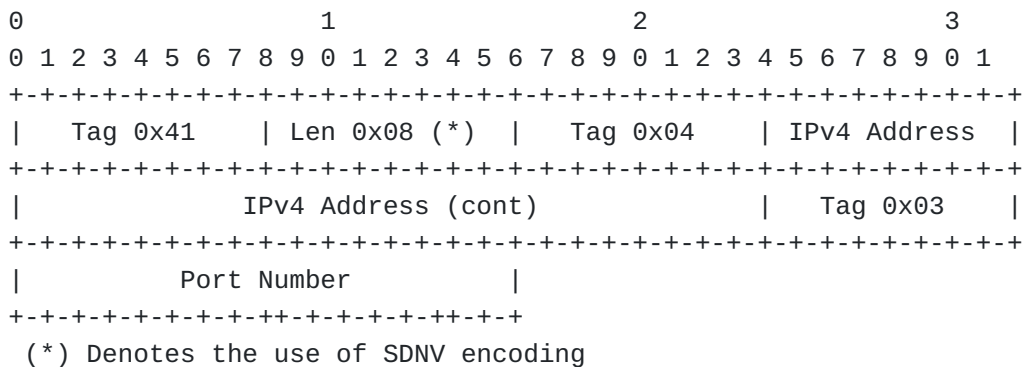 0                   1                   2                   3
0 1 2 3 4 5 6 7 8 9 0 1 2 3 4 5 6 7 8 9 0 1 2 3 4 5 6 7 8 9 0 1
+-+-+-+-+-+-+-+-+-+-+-+-+-+-+-+-+-+-+-+-+-+-+-+-+-+-+-+-+-+-+-+-+
|   Tag 0x41    | Len 0x08 (*)  |   Tag 0x04    | IPv4 Address  |
+-+-+-+-+-+-+-+-+-+-+-+-+-+-+-+-+-+-+-+-+-+-+-+-+-+-+-+-+-+-+-+-+
|              IPv4 Address (cont)              |   Tag 0x03    |
+-+-+-+-+-+-+-+-+-+-+-+-+-+-+-+-+-+-+-+-+-+-+-+-+-+-+-+-+-+-+-+-+
|          Port Number          |
+-+-+-+-+-+-+-+-++-+-+-+-+-++-+-+
 (*) Denotes the use of SDNV encoding